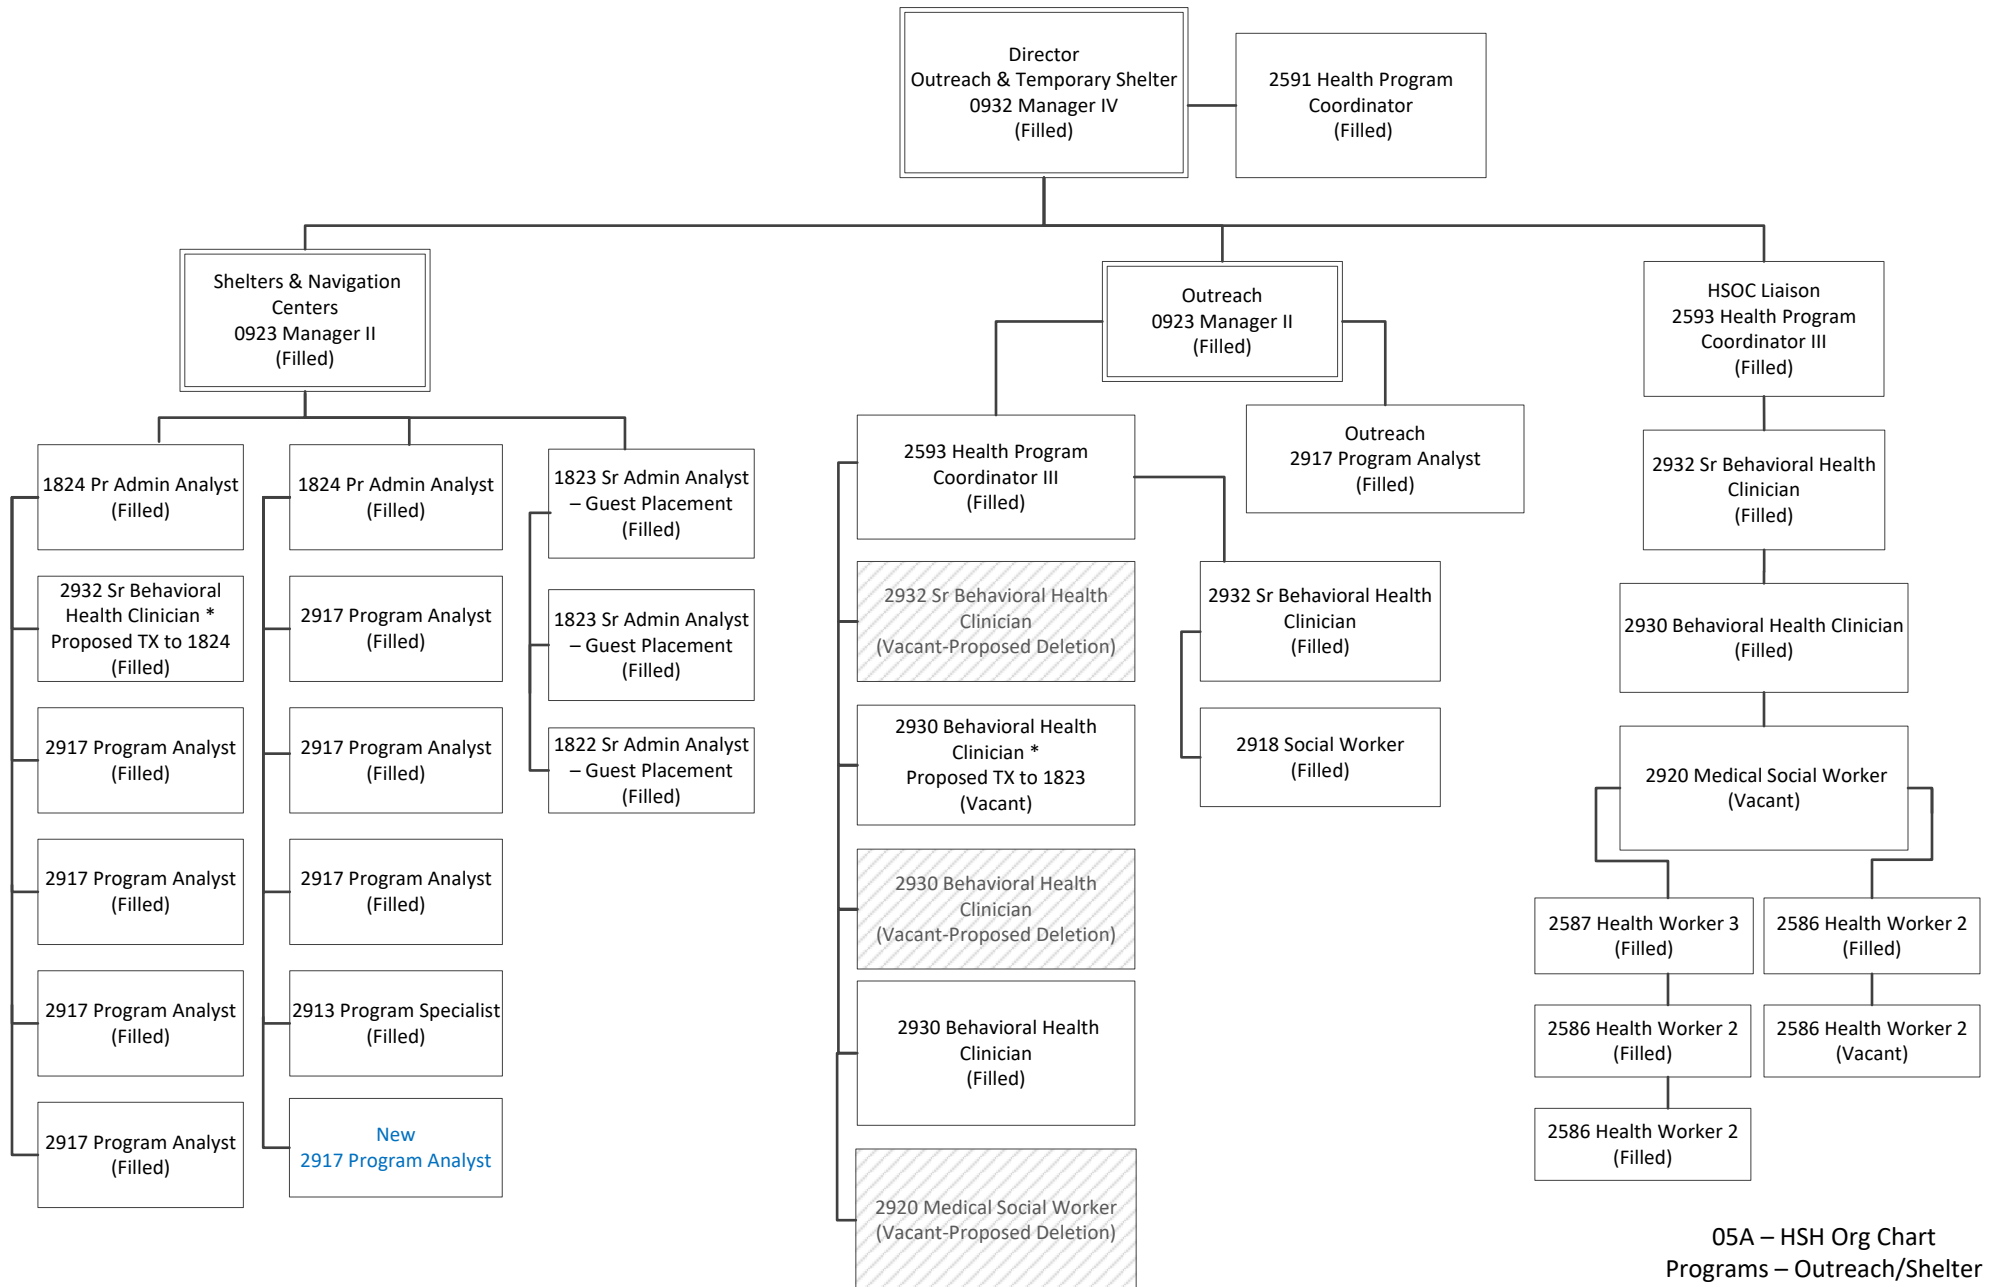 Director
Outreach & Temporary Shelter
0932 Manager IV
(Filled)
2591 Health Program
Coordinator
(Filled)
Shelters & Navigation
Centers
0923 Manager II
(Filled)
Outreach
0923 Manager II
(Filled)
HSOC Liaison
2593 Health Program
Coordinator III
(Filled)
1824 Pr Admin Analyst
(Filled)
2932 Sr Behavioral
Health Clinician *
Proposed TX to 1824
(Filled)
2917 Program Analyst
(Filled)
2917 Program Analyst
(Filled)
2917 Program Analyst
(Filled)
2917 Program Analyst
(Filled)
1824 Pr Admin Analyst
(Filled)
2917 Program Analyst
(Filled)
2917 Program Analyst
(Filled)
2917 Program Analyst
(Filled)
2913 Program Specialist
(Filled)
New
2917 Program Analyst
1823 Sr Admin Analyst
– Guest Placement
(Filled)
1823 Sr Admin Analyst
– Guest Placement
(Filled)
1822 Sr Admin Analyst
– Guest Placement
(Filled)
2593 Health Program
Coordinator III
(Filled)
2932 Sr Behavioral Health
Clinician
(Vacant-Proposed Deletion)
2930 Behavioral Health
Clinician *
Proposed TX to 1823
(Vacant)
2930 Behavioral Health
Clinician
(Vacant-Proposed Deletion)
2930 Behavioral Health
Clinician
(Filled)
2920 Medical Social Worker
(Vacant-Proposed Deletion)
Outreach
2917 Program Analyst
(Filled)
2932 Sr Behavioral Health
Clinician
(Filled)
2918 Social Worker
(Filled)
2932 Sr Behavioral Health
Clinician
(Filled)
2930 Behavioral Health Clinician
(Filled)
2920 Medical Social Worker
(Vacant)
2587 Health Worker 3
(Filled)
2586 Health Worker 2
(Filled)
2586 Health Worker 2
(Filled)
2586 Health Worker 2
(Filled)
2586 Health Worker 2
(Vacant)
05A – HSH Org Chart
Programs – Outreach/Shelter